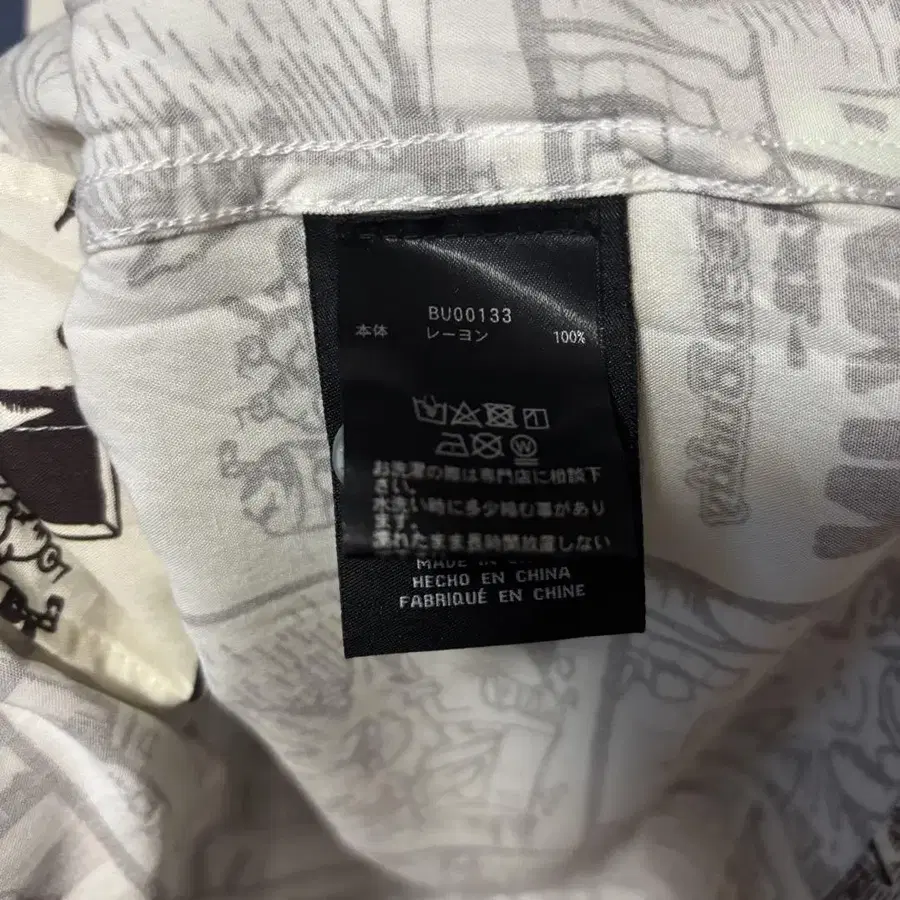 BU00133
本体 レーヨン 100%
お洗濯の際は専門店に相談下
さい。
水洗い時に多少縮む事があり
ます。
濡れたまま長時間放置しない
MADE IN
HECHO EN CHINA
FABRIQUÉ EN CHINE